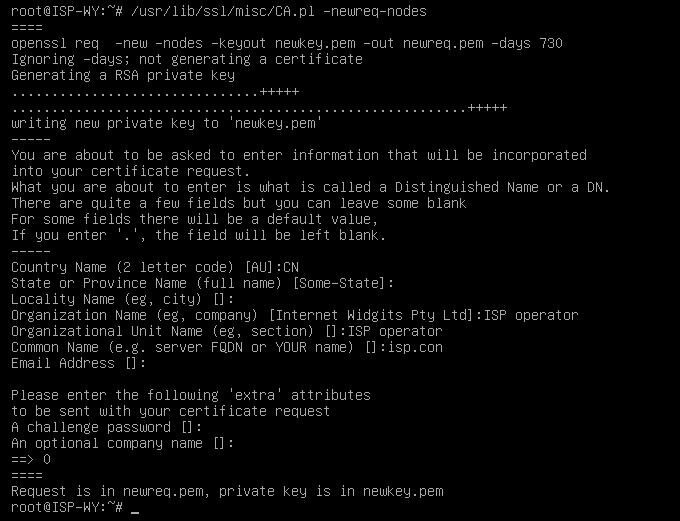 root@ISP-WY:~# /usr/lib/ssl/misc/CA.pl -newreq-nodes
====
openssl req  -new -nodes -keyout newkey.pem -out newreq.pem -days 730
Ignoring -days; not generating a certificate
Generating a RSA private key
...............................+++++
.........................................................+++++
writing new private key to 'newkey.pem'
-----
You are about to be asked to enter information that will be incorporated
into your certificate request.
What you are about to enter is what is called a Distinguished Name or a DN.
There are quite a few fields but you can leave some blank
For some fields there will be a default value,
If you enter '.', the field will be left blank.
-----
Country Name (2 letter code) [AU]:CN
State or Province Name (full name) [Some-State]:
Locality Name (eg, city) []:
Organization Name (eg, company) [Internet Widgits Pty Ltd]:ISP operator
Organizational Unit Name (eg, section) []:ISP operator
Common Name (e.g. server FQDN or YOUR name) []:isp.con
Email Address []:

Please enter the following 'extra' attributes
to be sent with your certificate request
A challenge password []:
An optional company name []:
==> 0
====
Request is in newreq.pem, private key is in newkey.pem
root@ISP-WY:~# _